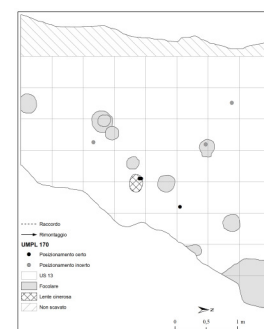 Raccordo
Rimontaggio
UMPL 170
Posizionamento certo
Posizionamento incerto
US 13
Focolare
Lente cinerosa
Non scavato
z
0 0,5 1 m